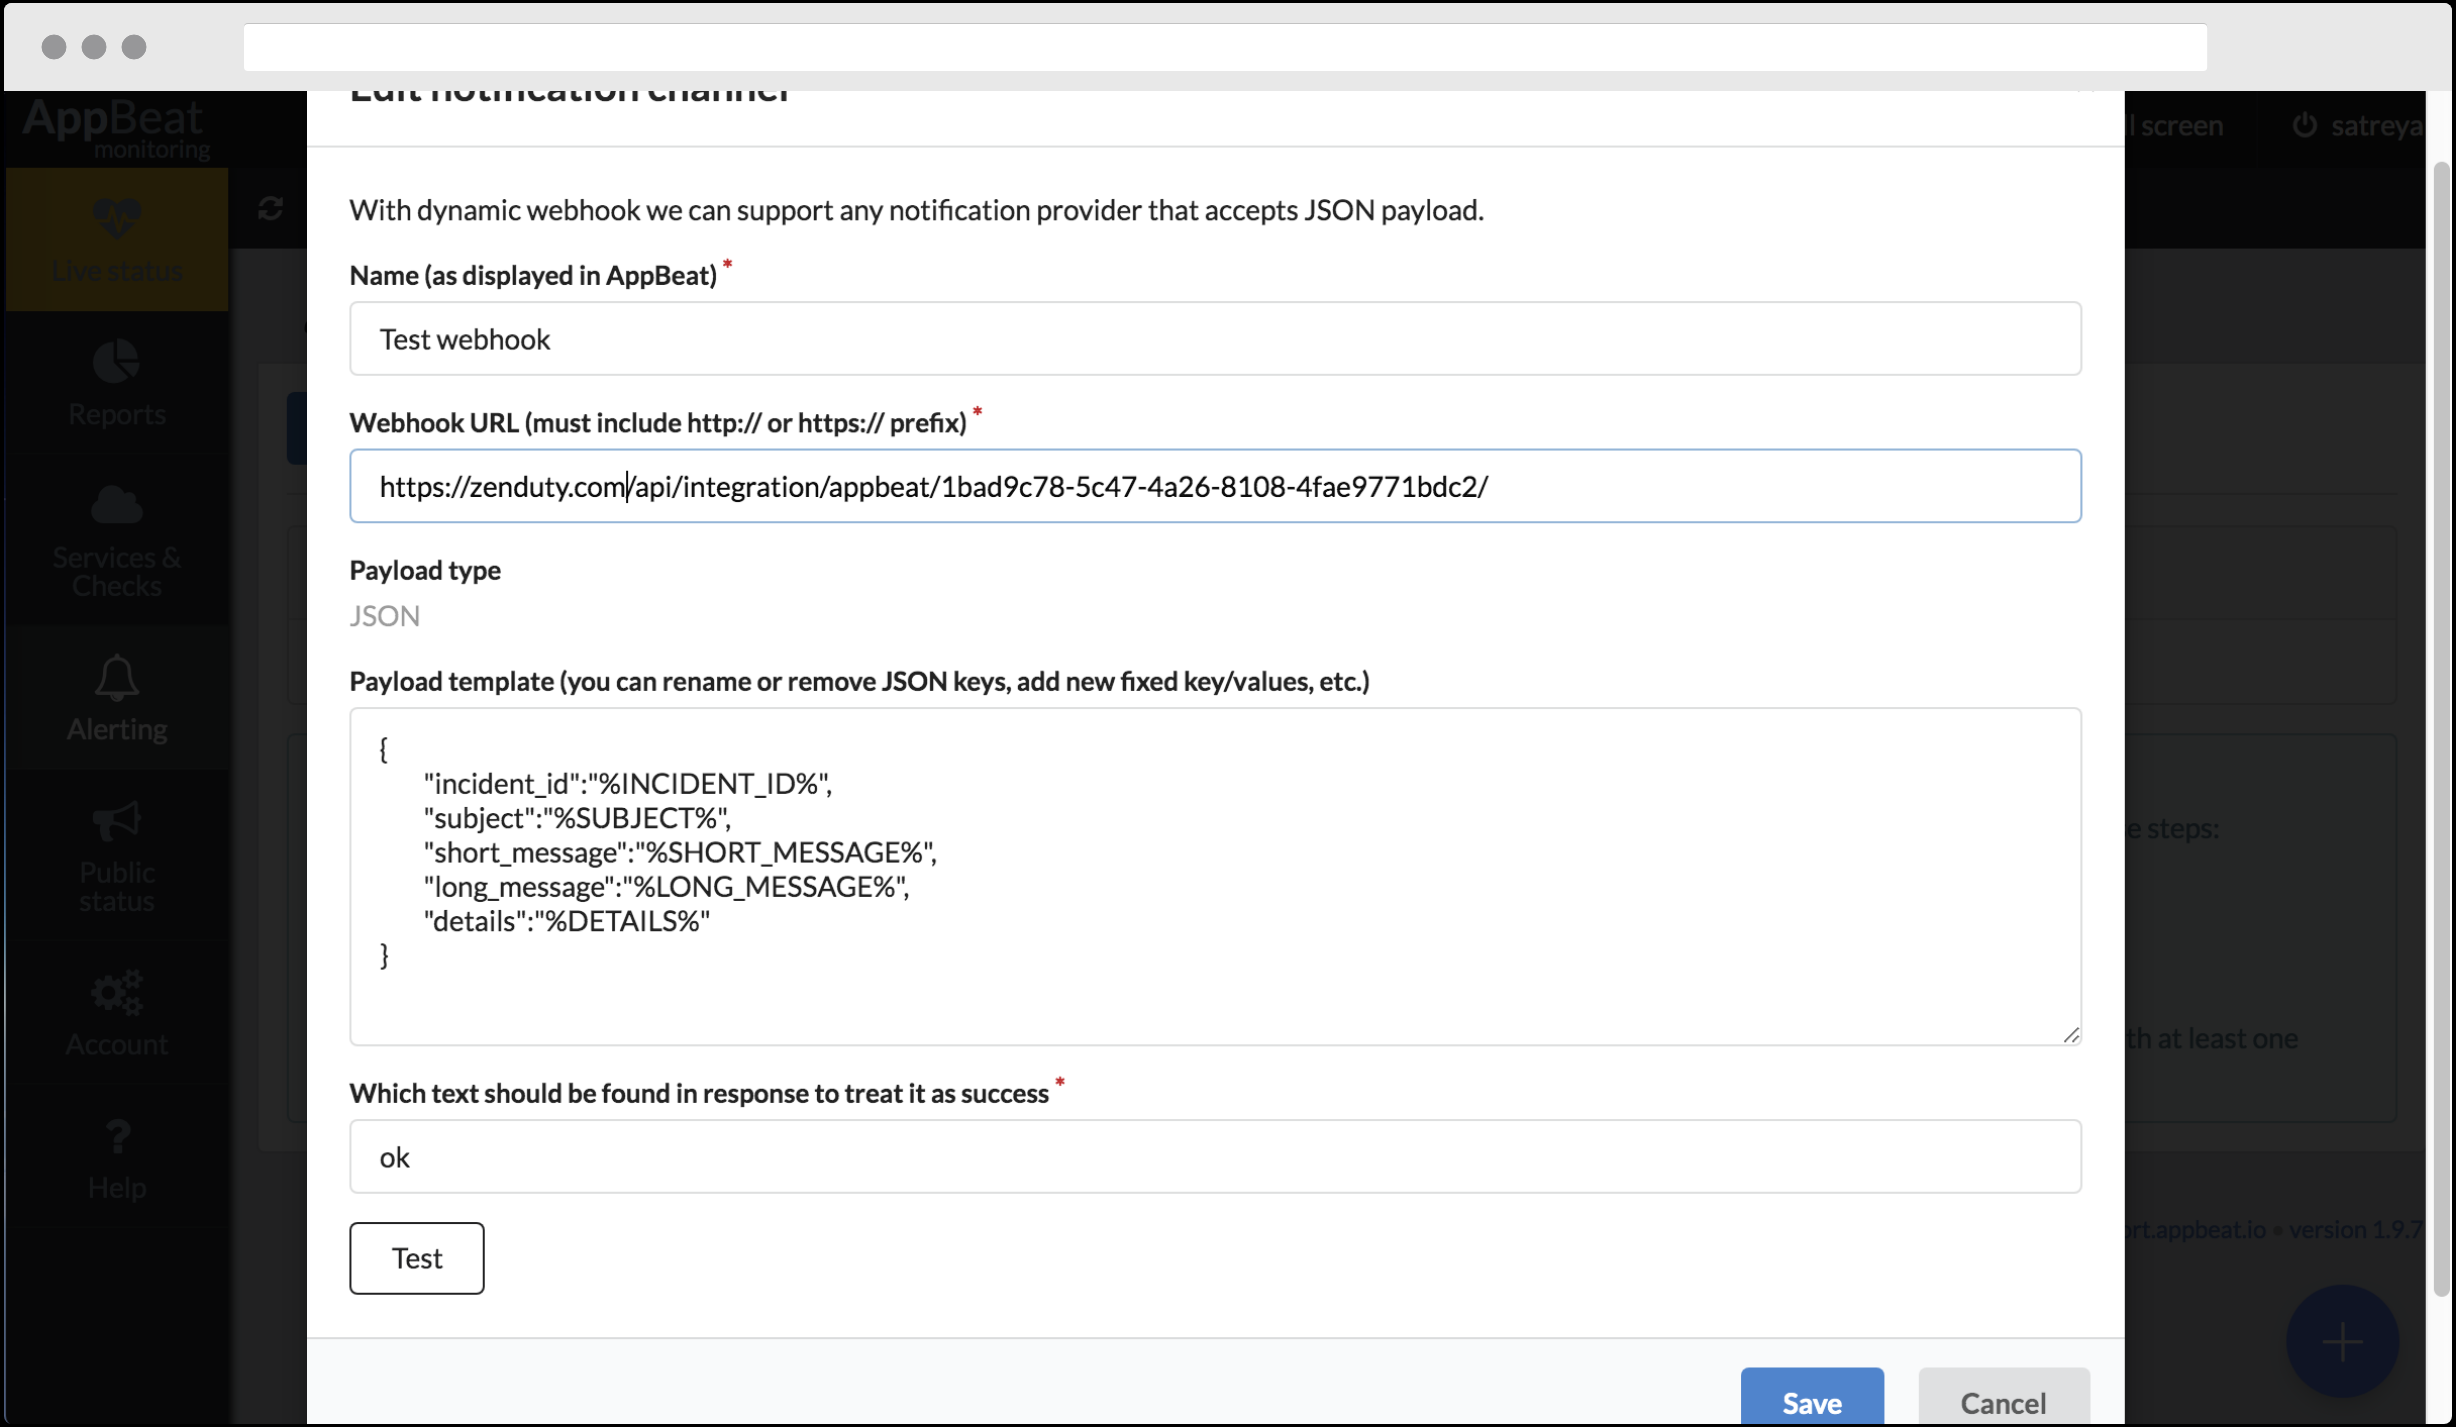 Edit notification channel
AppBeat
monitoring
l screen
satreya
Live status
Reports
Services &
Checks
Alerting
Public
status
Account
Help
With dynamic webhook we can support any notification provider that accepts JSON payload.
Name (as displayed in AppBeat) *
Test webhook
Webhook URL (must include http:// or https:// prefix) *
https://zenduty.com/api/integration/appbeat/1bad9c78-5c47-4a26-8108-4fae9771bdc2/
Payload type
JSON
Payload template (you can rename or remove JSON keys, add new fixed key/values, etc.)
{
"incident_id":"%INCIDENT_ID%",
"subject":"%SUBJECT%",
"short_message":"%SHORT_MESSAGE%",
"long_message":"%LONG_MESSAGE%",
"details":"%DETAILS%"
}
e steps:
th at least one
Which text should be found in response to treat it as success *
ok
Test
ort.appbeat.io • version 1.9.7
Save
Cancel